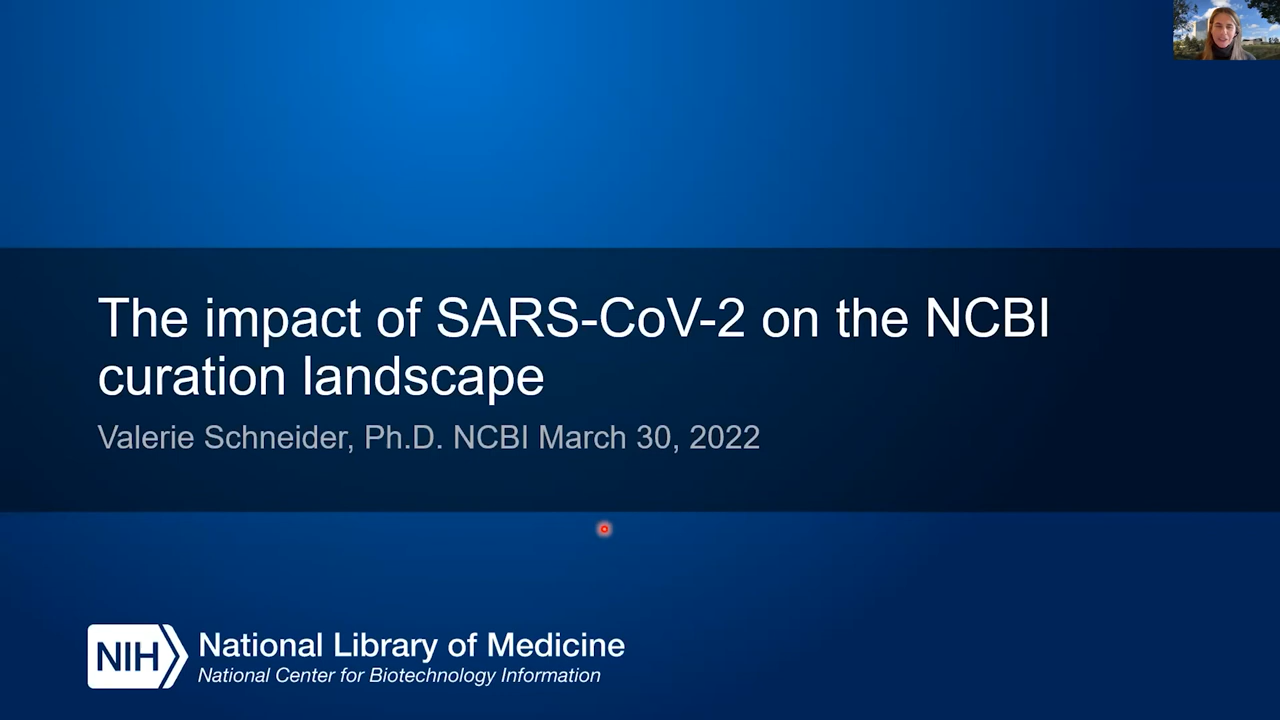 The impact of SARS-CoV-2 on the NCBI
curation landscape
Valerie Schneider, Ph.D. NCBI March 30, 2022
NIH National Library of Medicine
National Center for Biotechnology Information